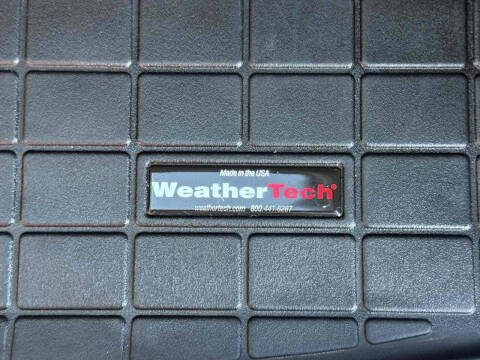 Made in the USA
WeatherTech®
weathertech.com 800.441.6287